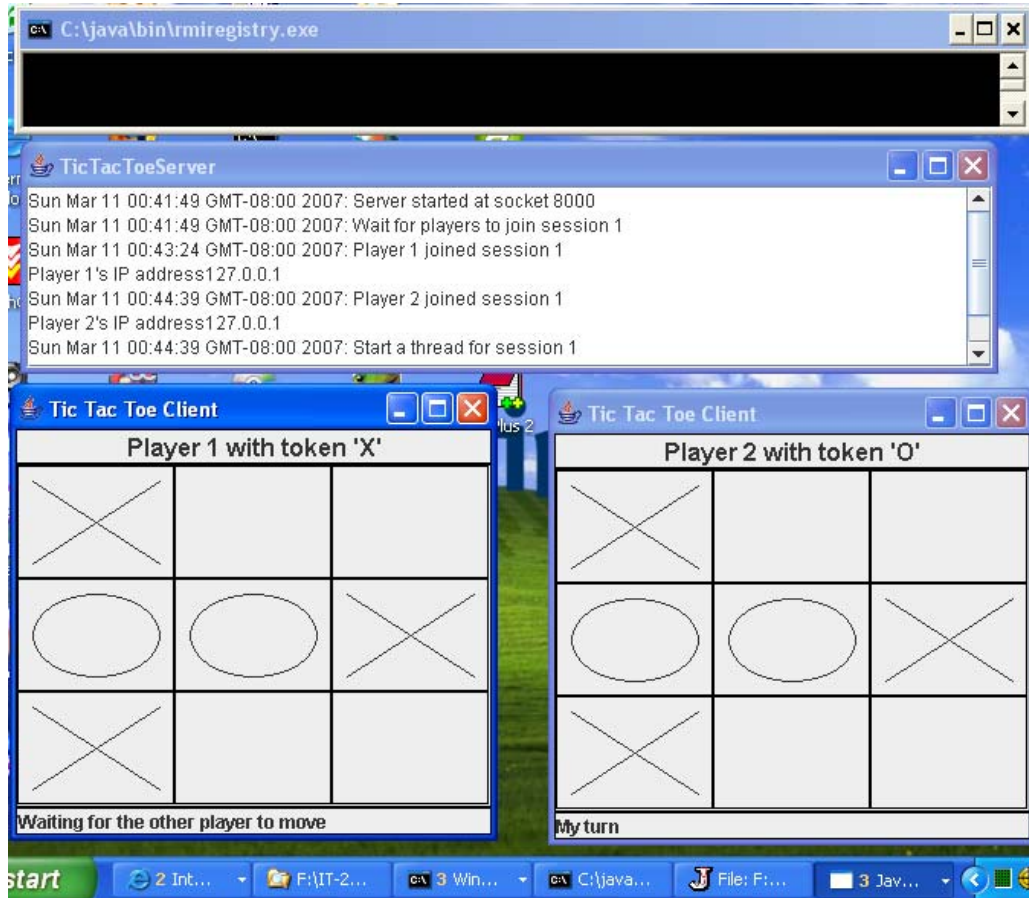 C:\java\bin\rmiregistry.exe
TicTacToeServer
Sun Mar 11 00:41:49 GMT-08:00 2007: Server started at socket 8000
Sun Mar 11 00:41:49 GMT-08:00 2007: Wait for players to join session 1
Sun Mar 11 00:43:24 GMT-08:00 2007: Player 1 joined session 1
Player 1's IP address127.0.0.1
Sun Mar 11 00:44:39 GMT-08:00 2007: Player 2 joined session 1
Player 2's IP address127.0.0.1
Sun Mar 11 00:44:39 GMT-08:00 2007: Start a thread for session 1
Tic Tac Toe Client
Player 1 with token 'X'
Waiting for the other player to move
lus 2
Tic Tac Toe Client
Player 2 with token 'O'
My turn
start
2 Int...
F:\IT-2...
3 Win...
C:\java...
File: F:...
3 Jav...